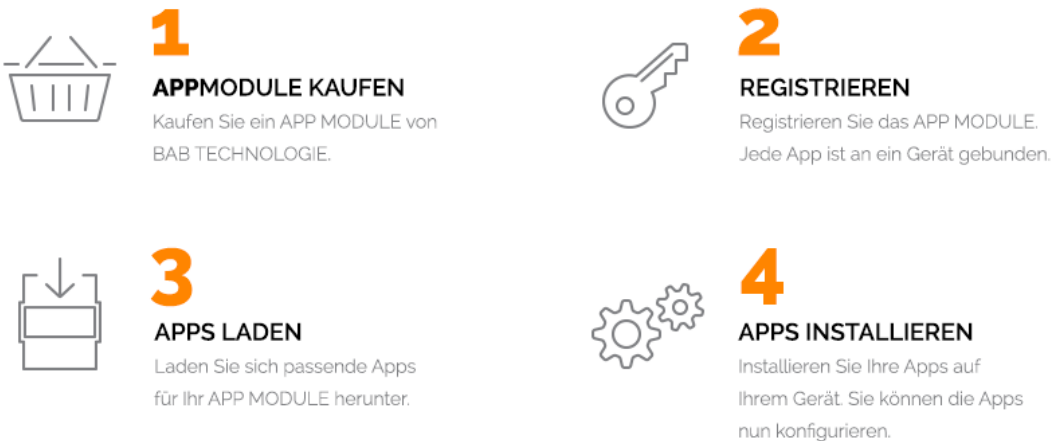 1
APPMODULE KAUFEN
Kaufen Sie ein APP MODULE von
BAB TECHNOLOGIE.
2
REGISTRIEREN
Registrieren Sie das APP MODULE.
Jede App ist an ein Gerät gebunden.
3
APPS LADEN
Laden Sie sich passende Apps
für Ihr APP MODULE herunter.
4
APPS INSTALLIEREN
Installieren Sie Ihre Apps auf
Ihrem Gerät. Sie können die Apps
nun konfigurieren.